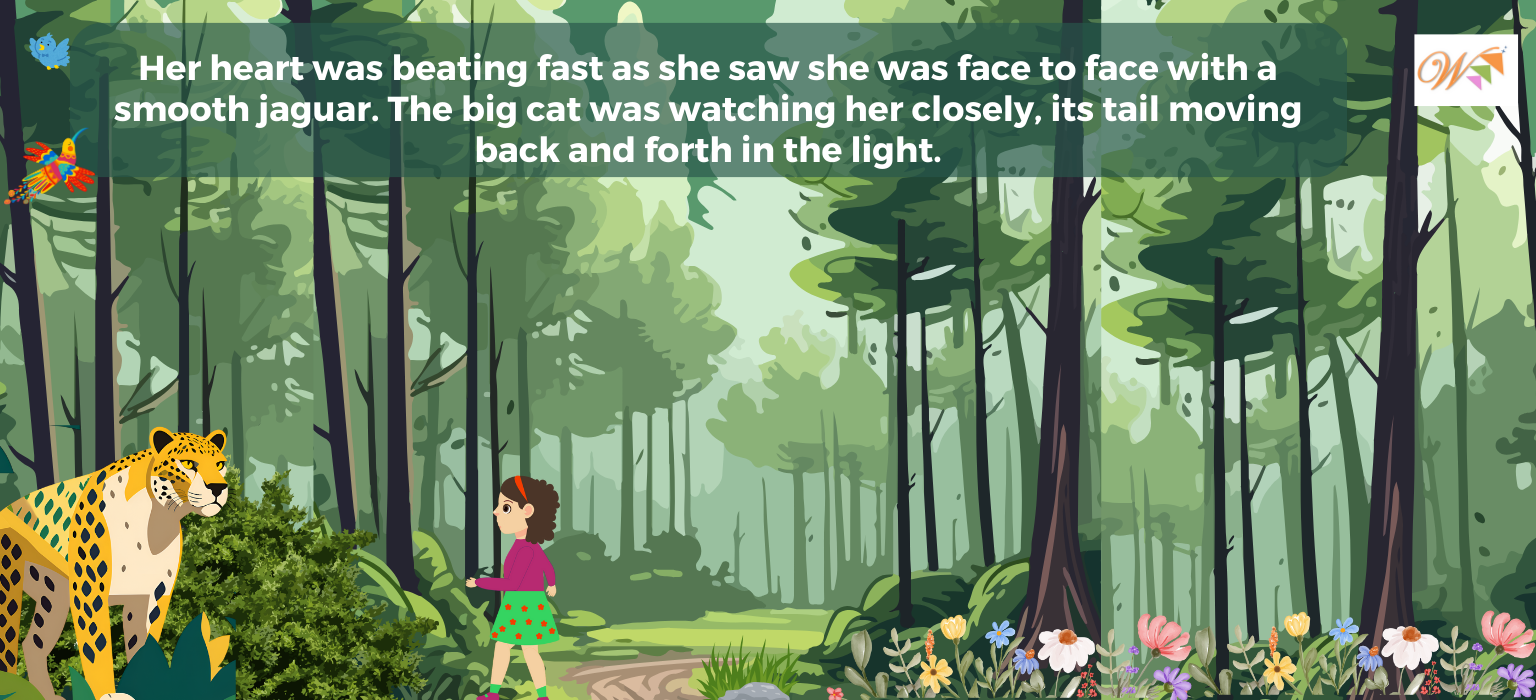 Her heart was beating fast as she saw she was face to face with a
smooth jaguar. The big cat was watching her closely, its tail moving
back and forth in the light.
W